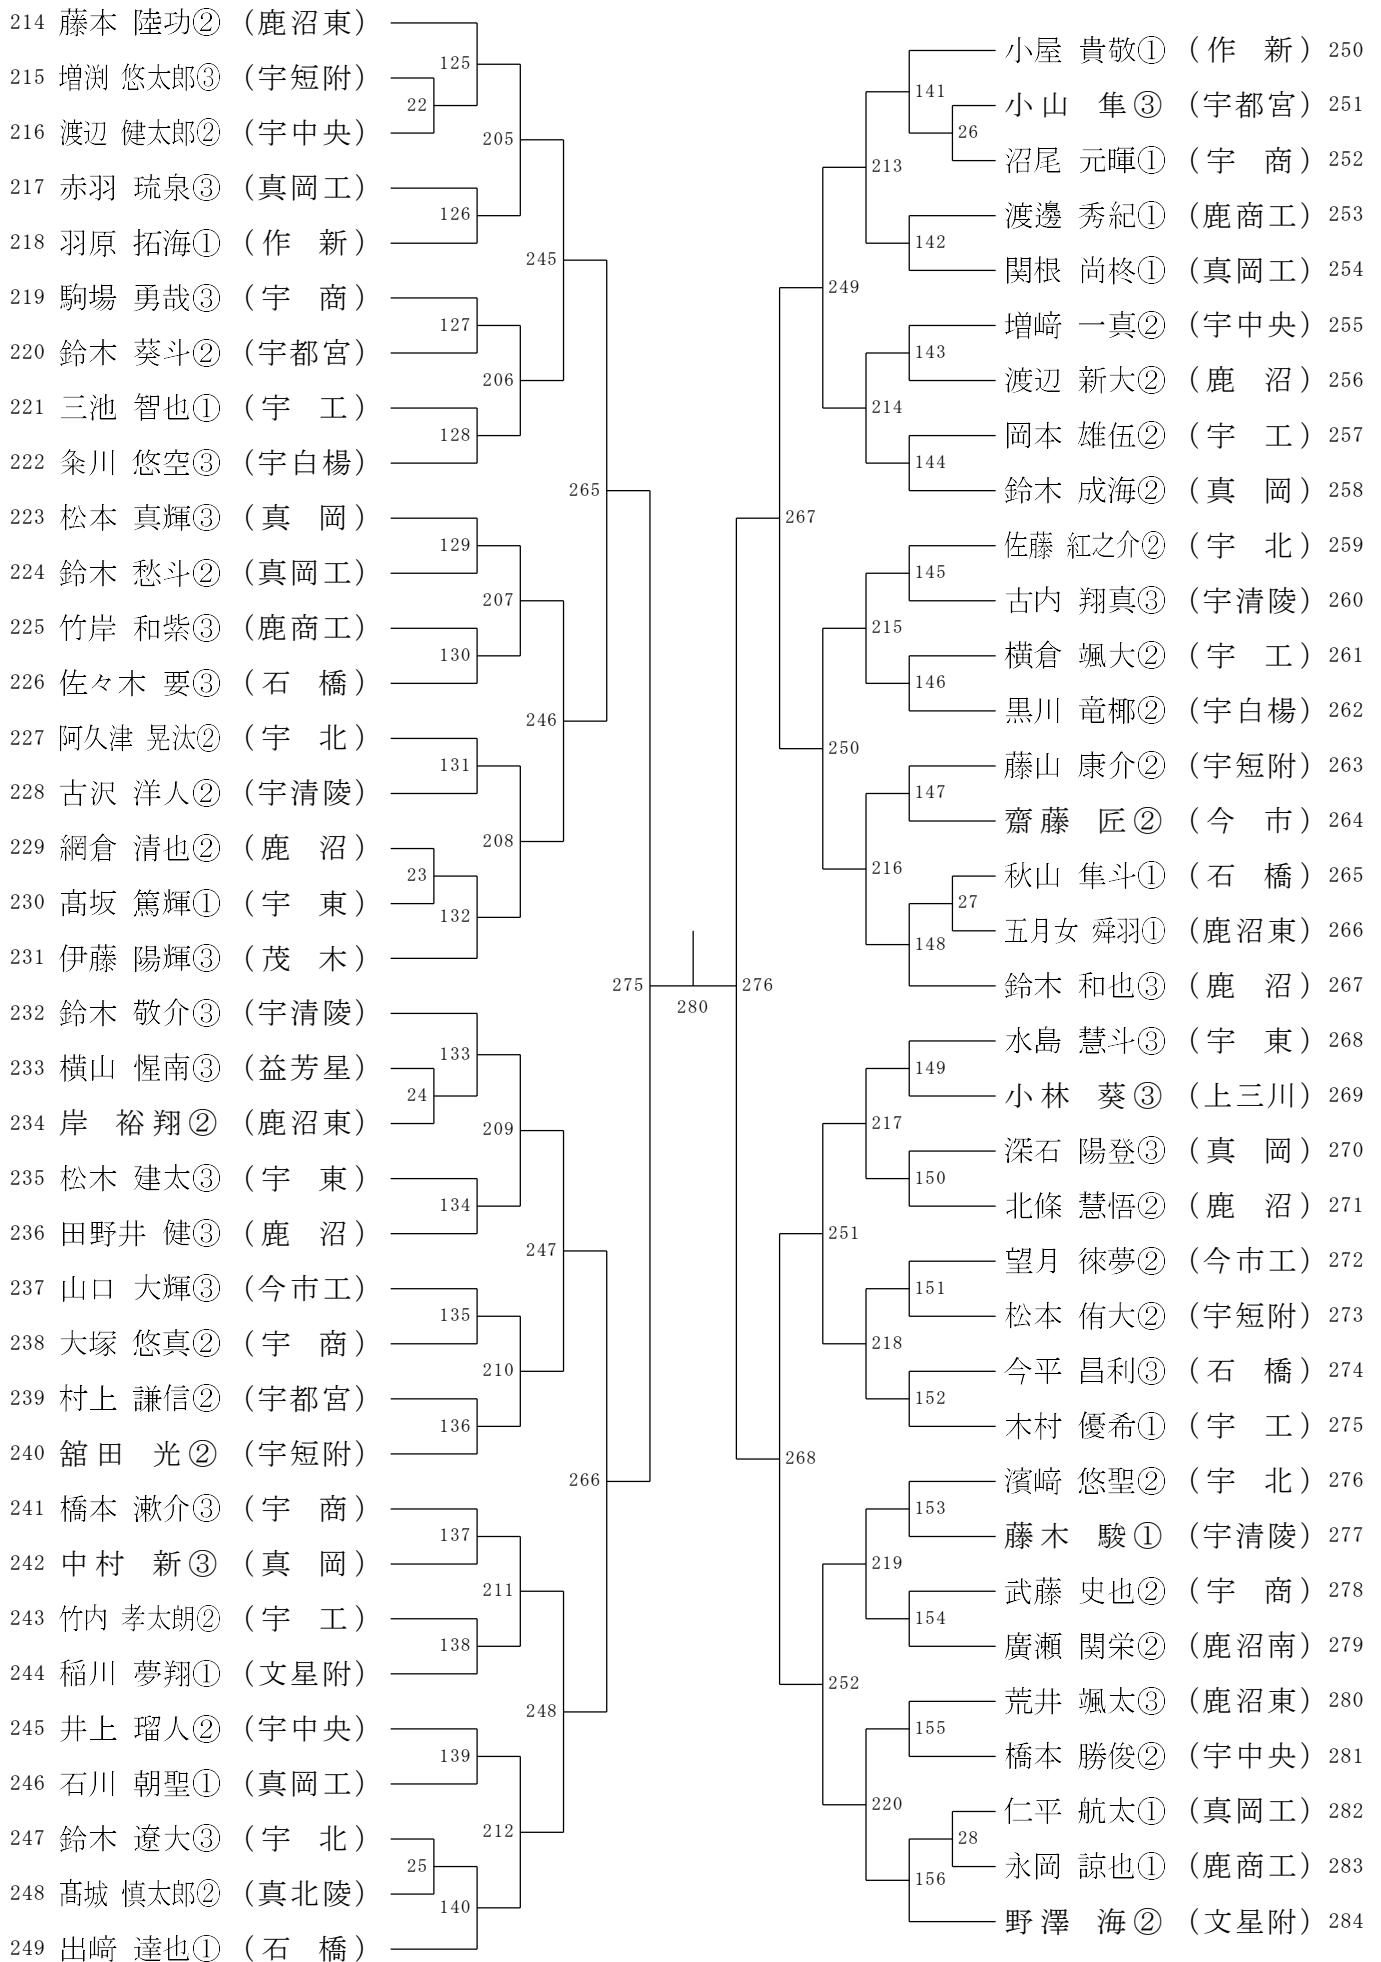 214 藤本 陸功② （鹿沼東）
215 増渕 悠太郎③ （宇短附）
216 渡辺 健太郎② （宇中央）
217 赤羽 琉泉③ （真岡工）
218 羽原 拓海① （作 新）
219 駒場 勇哉③ （宇 商）
220 鈴木 葵斗② （宇都宮）
221 三池 智也① （宇 工）
222 粂川 悠空③ （宇白楊）
223 松本 真輝③ （真 岡）
224 鈴木 愁斗② （真岡工）
225 竹岸 和紫③ （鹿商工）
226 佐々木 要③ （石 橋）
227 阿久津 晃汰② （宇 北）
228 古沢 洋人② （宇清陵）
229 網倉 清也② （鹿 沼）
230 髙坂 篤輝① （宇 東）
231 伊藤 陽輝③ （茂 木）
232 鈴木 敬介③ （宇清陵）
233 横山 惺南③ （益芳星）
234 岸 裕翔② （鹿沼東）
235 松木 建太③ （宇 東）
236 田野井 健③ （鹿 沼）
237 山口 大輝③ （今市工）
238 大塚 悠真② （宇 商）
239 村上 謙信② （宇都宮）
240 舘田 光② （宇短附）
241 橋本 漱介③ （宇 商）
242 中村 新③ （真 岡）
243 竹内 孝太朗② （宇 工）
244 稲川 夢翔① （文星附）
245 井上 瑠人② （宇中央）
246 石川 朝聖① （真岡工）
247 鈴木 遼大③ （宇 北）
248 髙城 慎太郎② （真北陵）
249 出﨑 達也① （石 橋）
22
23
24
25
125
126
127
128
129
130
131
132
133
134
135
136
137
138
139
140
205
206
207
208
209
210
211
212
245
246
247
248
265
266
275
280
276
267
268
249
250
251
252
213
214
215
216
217
218
219
220
141
142
143
144
145
146
147
148
149
150
151
152
153
154
155
156
26
27
28
小屋 貴敬① （作 新） 250
小山 隼③ （宇都宮） 251
沼尾 元暉① （宇 商） 252
渡邊 秀紀① （鹿商工） 253
関根 尚柊① （真岡工） 254
増﨑 一真② （宇中央） 255
渡辺 新大② （鹿 沼） 256
岡本 雄伍② （宇 工） 257
鈴木 成海② （真 岡） 258
佐藤 紅之介② （宇 北） 259
古内 翔真③ （宇清陵） 260
横倉 颯大② （宇 工） 261
黒川 竜椰② （宇白楊） 262
藤山 康介② （宇短附） 263
齋藤 匠② （今 市） 264
秋山 隼斗① （石 橋） 265
五月女 舜羽① （鹿沼東） 266
鈴木 和也③ （鹿 沼） 267
水島 慧斗③ （宇 東） 268
小林 葵③ （上三川） 269
深石 陽登③ （真 岡） 270
北條 慧悟② （鹿 沼） 271
望月 徠夢② （今市工） 272
松本 侑大② （宇短附） 273
今平 昌利③ （石 橋） 274
木村 優希① （宇 工） 275
濱﨑 悠聖② （宇 北） 276
藤木 駿① （宇清陵） 277
武藤 史也② （宇 商） 278
廣瀬 関栄② （鹿沼南） 279
荒井 颯太③ （鹿沼東） 280
橋本 勝俊② （宇中央） 281
仁平 航太① （真岡工） 282
永岡 諒也① （鹿商工） 283
野澤 海② （文星附） 284